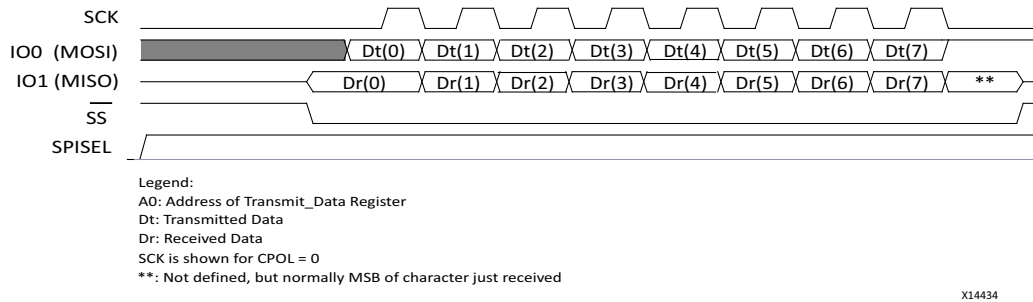 SCK
IO0 (MOSI) Dt(0) Dt(1) Dt(2) Dt(3) Dt(4) Dt(5) Dt(6) Dt(7)
IO1 (MISO) Dr(0) Dr(1) Dr(2) Dr(3) Dr(4) Dr(5) Dr(6) Dr(7) **
SS
SPISEL
Legend:
A0: Address of Transmit_Data Register
Dt: Transmitted Data
Dr: Received Data
SCK is shown for CPOL = 0
**: Not defined, but normally MSB of character just received
X14434